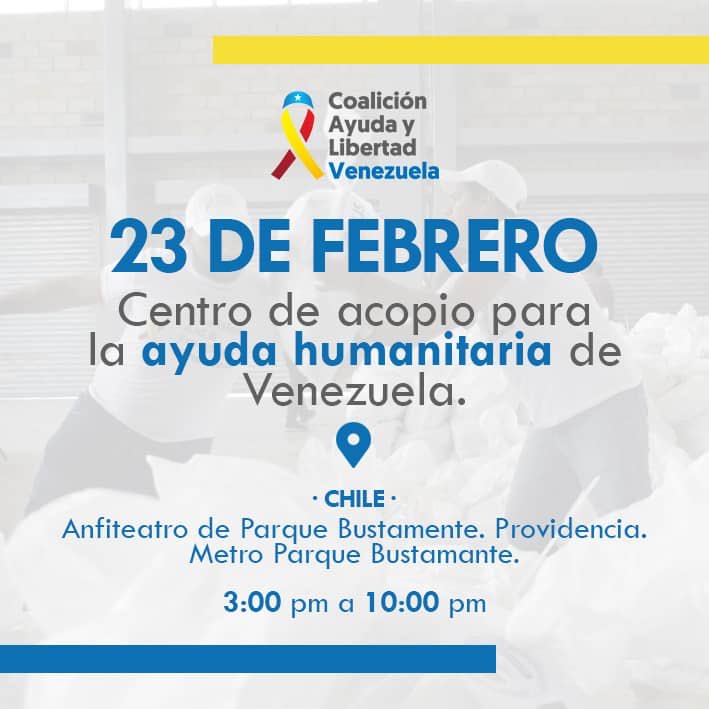 Coalición
Ayuda y
Libertad
Venezuela
23 DE FEBRERO
Centro de acopio para
la ayuda humanitaria de
Venezuela.
· CHILE ·
Anfiteatro de Parque Bustamente. Providencia.
Metro Parque Bustamante.
3:00 pm a 10:00 pm